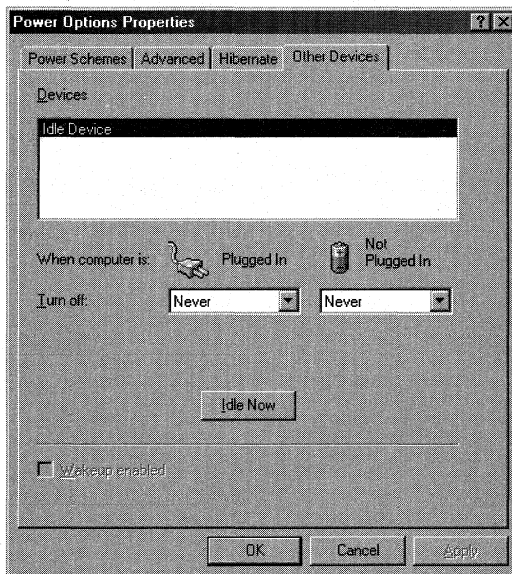 Power Options Properties
Power Schemes Advanced Hibernate Other Devices
Devices
Idle Device
When computer is: Plugged In Not Plugged In
Turn off: Never Never
Idle Now
Wakeup enabled
OK Cancel Apply